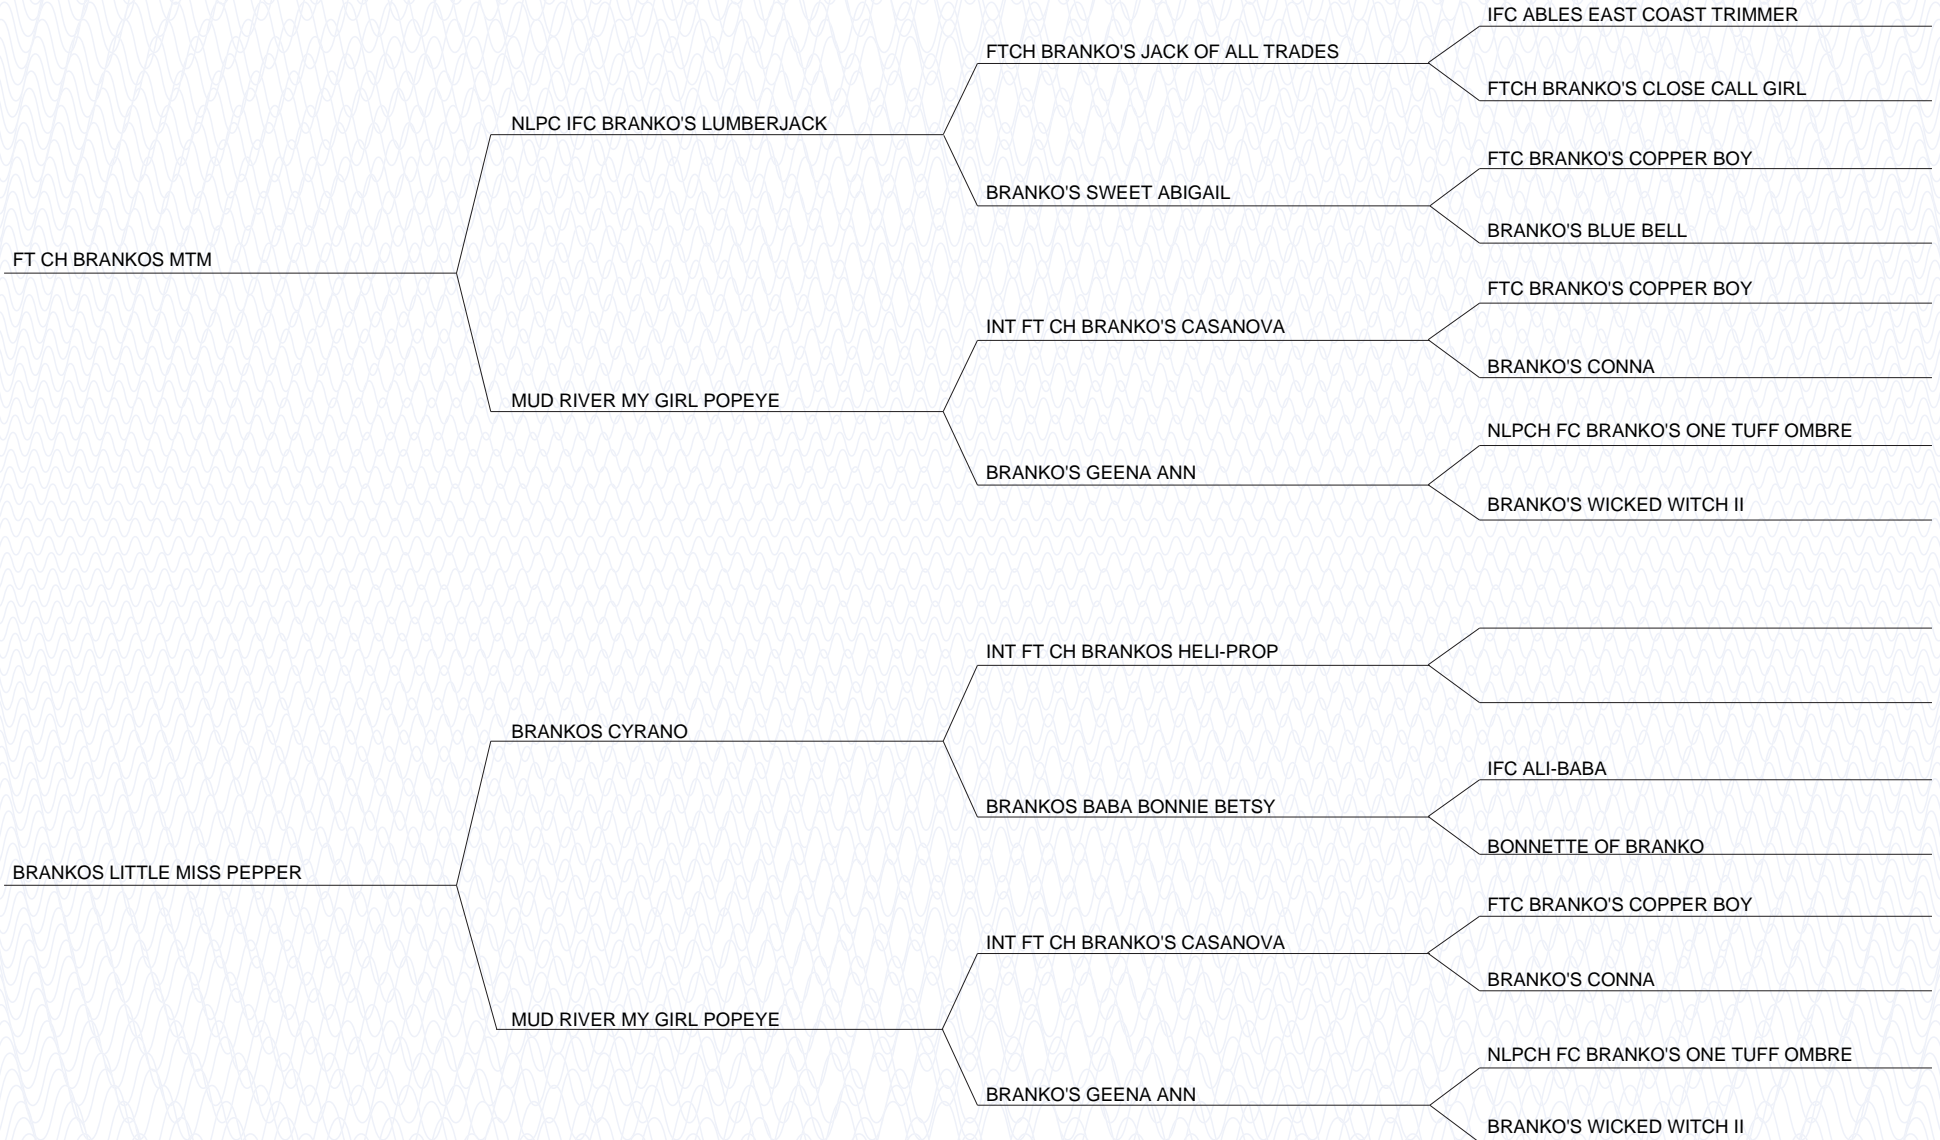 IFC ABLES EAST COAST TRIMMER
FTCH BRANKO'S JACK OF ALL TRADES
FTCH BRANKO'S CLOSE CALL GIRL
NLPC IFC BRANKO'S LUMBERJACK
FTC BRANKO'S COPPER BOY
BRANKO'S SWEET ABIGAIL
BRANKO'S BLUE BELL
FT CH BRANKOS MTM
FTC BRANKO'S COPPER BOY
INT FT CH BRANKO'S CASANOVA
BRANKO'S CONNA
MUD RIVER MY GIRL POPEYE
NLPCH FC BRANKO'S ONE TUFF OMBRE
BRANKO'S GEENA ANN
BRANKO'S WICKED WITCH II
INT FT CH BRANKOS HELI-PROP
BRANKOS CYRANO
IFC ALI-BABA
BRANKOS BABA BONNIE BETSY
BONNETTE OF BRANKO
BRANKOS LITTLE MISS PEPPER
FTC BRANKO'S COPPER BOY
INT FT CH BRANKO'S CASANOVA
BRANKO'S CONNA
MUD RIVER MY GIRL POPEYE
NLPCH FC BRANKO'S ONE TUFF OMBRE
BRANKO'S GEENA ANN
BRANKO'S WICKED WITCH II